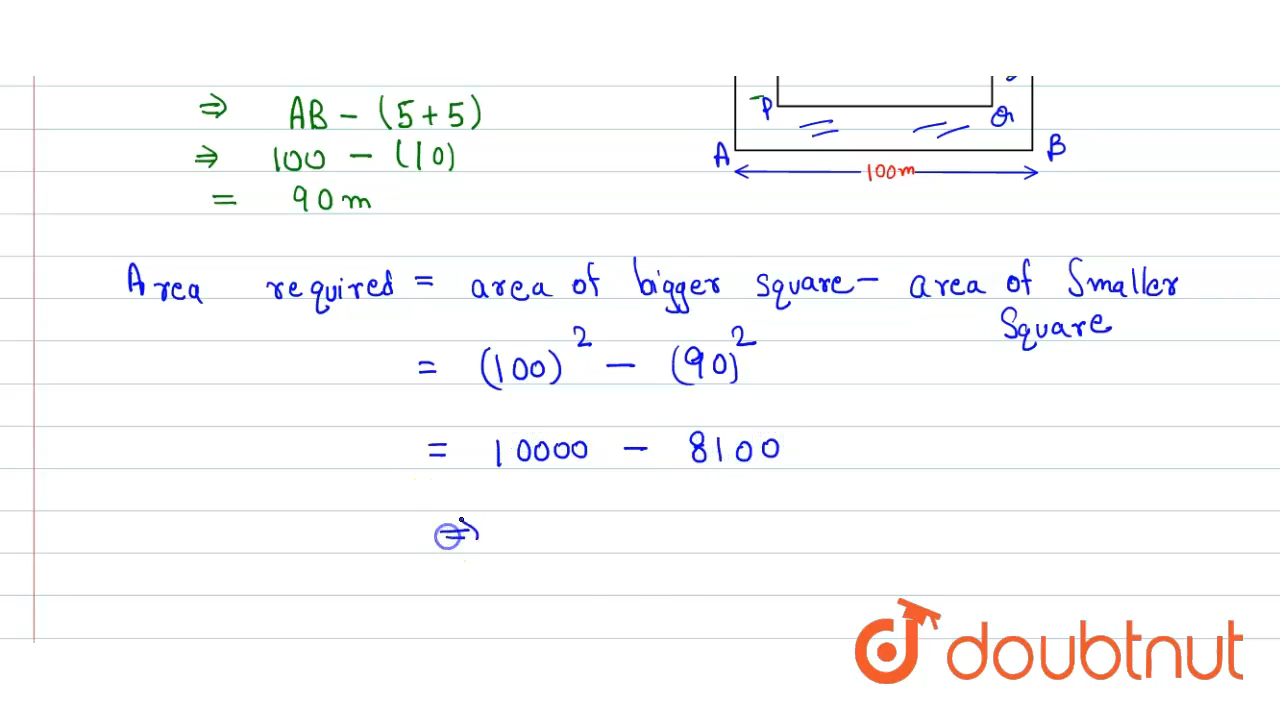 ⇒ AB - (5+5)
⇒ 100 - (10)
= 90m
P
Q
A
B
100m
Area required = area of bigger square - area of Smaller
Square
= (100)² - (90)²
= 10000 - 8100
⇒
doubtnut